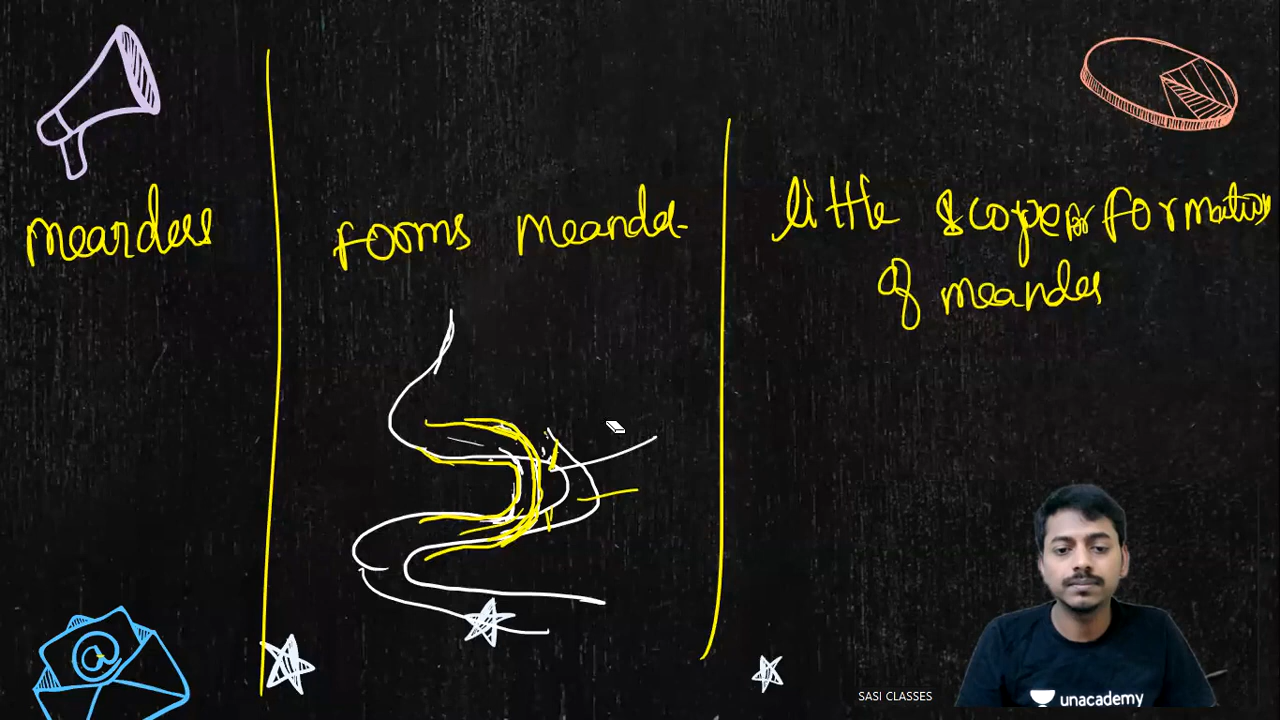 meanders
forms meander
little scope for formation
of meander
@
SASI CLASSES
unacademy